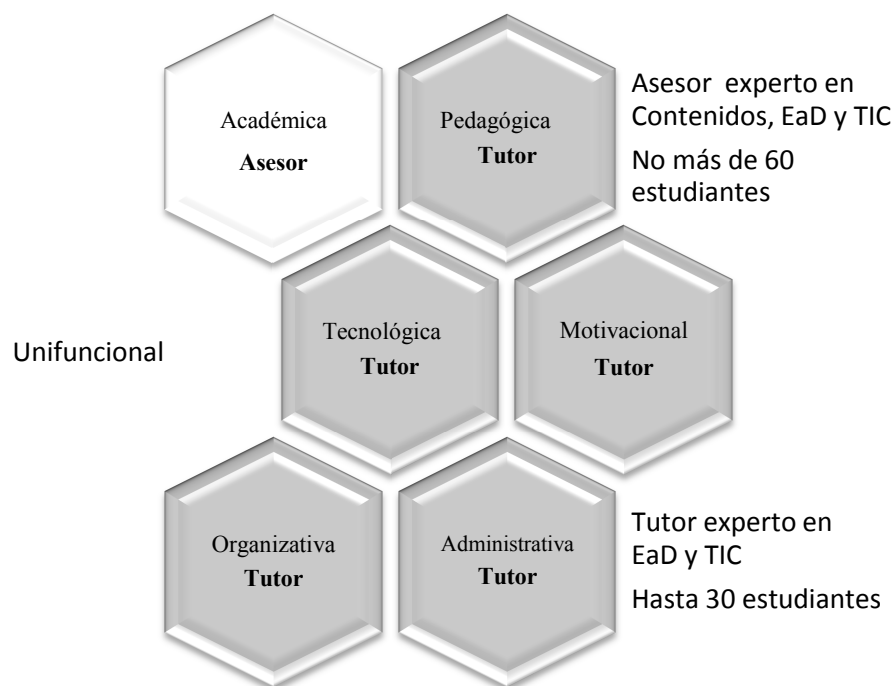 Académica
Asesor
Pedagógica
Tutor
Asesor experto en
Contenidos, EaD y TIC
No más de 60
estudiantes
Unifuncional
Tecnológica
Tutor
Motivacional
Tutor
Organizativa
Tutor
Administrativa
Tutor
Tutor experto en
EaD y TIC
Hasta 30 estudiantes